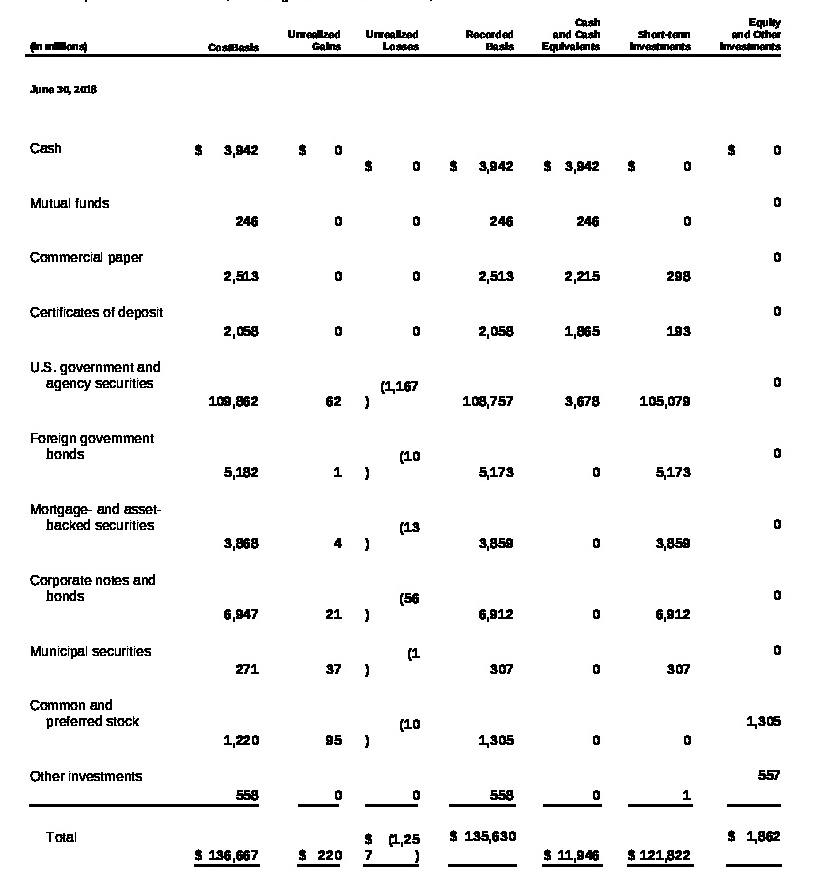 Cash Equity
Unrealized Unrealized Recorded and Cash Short-term and Other
(In millions) CostBasis Gains Losses Basis Equivalents Investments Investments
June 30, 2018
Cash $ 3,942 $ 0 $ 0
$ 0 $ 3,942 $ 3,942 $ 0
Mutual funds 0
246 0 0 246 246 0
Commercial paper 0
2,513 0 0 2,513 2,215 298
Certificates of deposit 0
2,058 0 0 2,058 1,865 193
U.S. government and
agency securities (1,167 0
109,862 62 ) 108,757 3,678 105,079
Foreign government
bonds (10 0
5,182 1 ) 5,173 0 5,173
Mortgage- and asset-
backed securities (13 0
3,868 4 ) 3,859 0 3,859
Corporate notes and
bonds (56 0
6,947 21 ) 6,912 0 6,912
Municipal securities (1 0
271 37 ) 307 0 307
Common and
preferred stock (10 1,305
1,220 95 ) 1,305 0 0
Other investments 557
558 0 0 558 0 1
Total $ (1,25 $ 135,630 $ 1,862
$ 136,667 $ 220 7 ) $ 11,946 $ 121,822